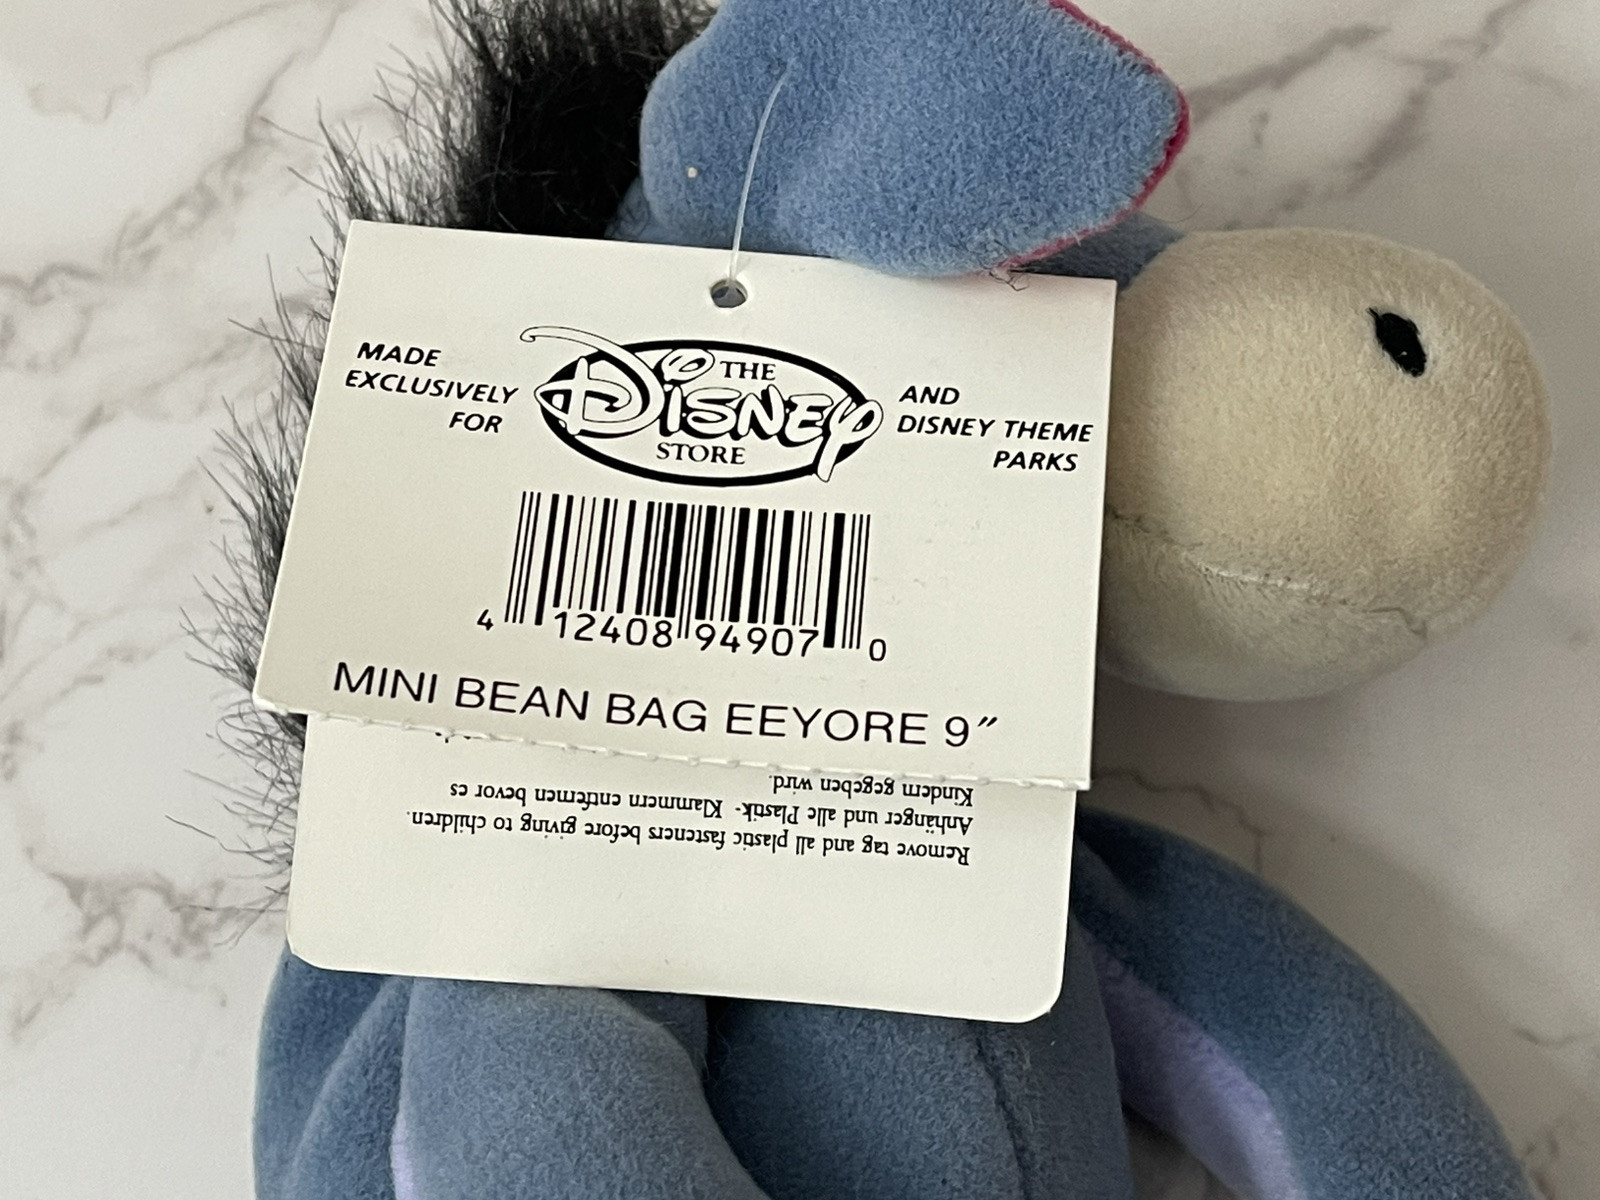 MADE
EXCLUSIVELY
FOR
THE
DISNEY
STORE
AND
DISNEY THEME
PARKS
4 12408 94907 0
MINI BEAN BAG EEYORE 9"
Remove tag and all plastic fasteners before giving to children.
Anhänger und alle Plastik- Klammern entfernen bevor es
Kindern gegeben wird.